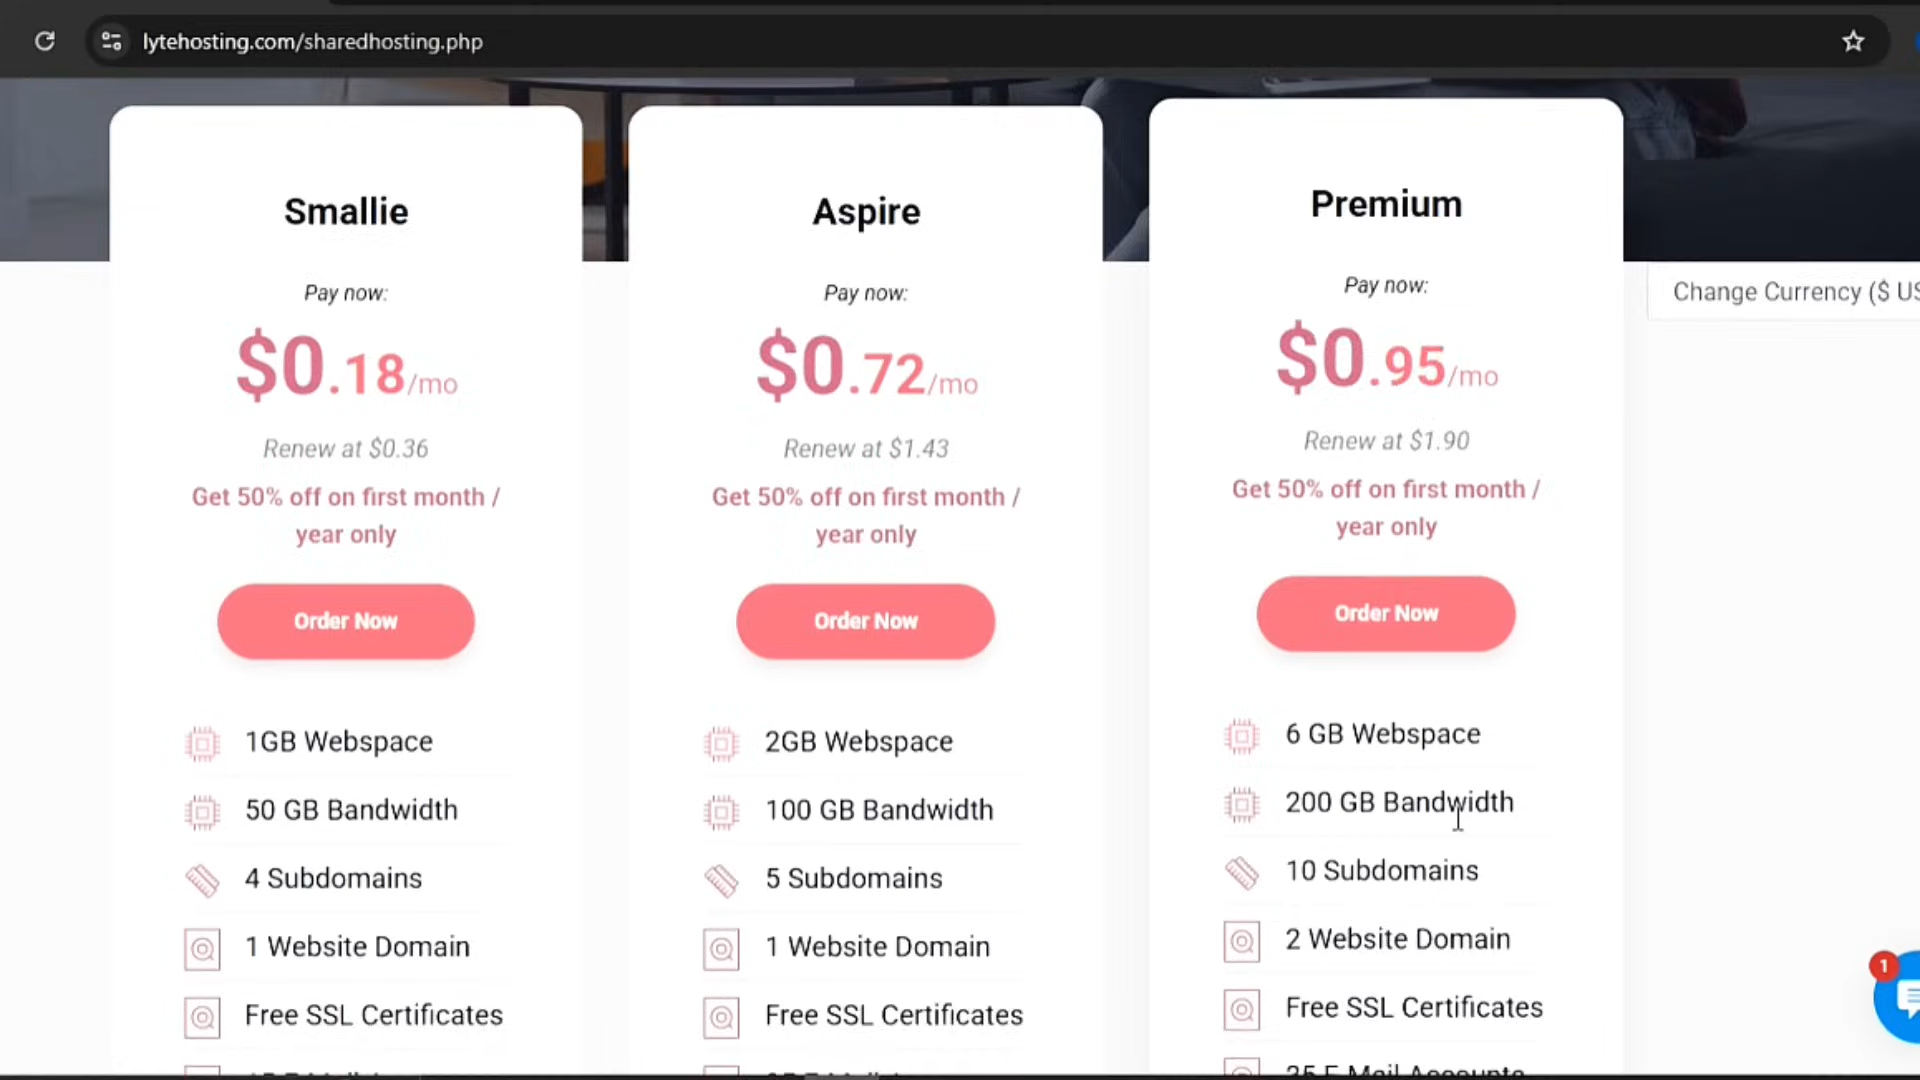 lytehosting.com/sharedhosting.php
Smallie
Pay now:
$0.18/mo
Renew at $0.36
Get 50% off on first month /
year only
Order Now
1GB Webspace
50 GB Bandwidth
4 Subdomains
1 Website Domain
Free SSL Certificates
Aspire
Pay now:
$0.72/mo
Renew at $1.43
Get 50% off on first month /
year only
Order Now
2GB Webspace
100 GB Bandwidth
5 Subdomains
1 Website Domain
Free SSL Certificates
Premium
Pay now:
$0.95/mo
Renew at $1.90
Get 50% off on first month /
year only
Order Now
6 GB Webspace
200 GB Bandwidth
10 Subdomains
2 Website Domain
Free SSL Certificates
Change Currency ($ US
1